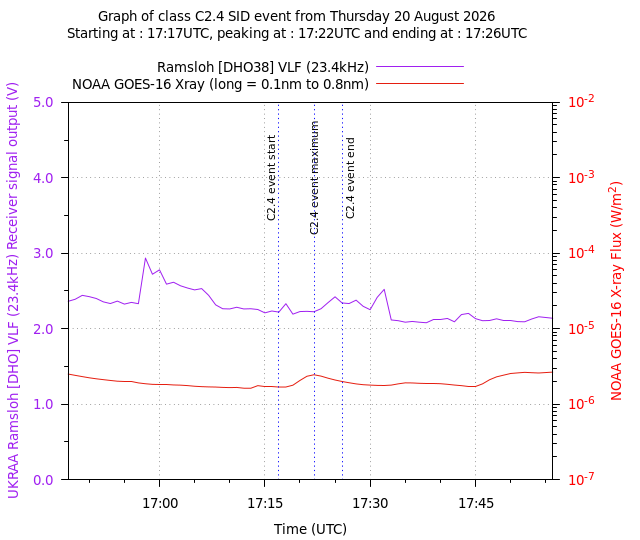 Graph of class C2.4 SID event from Thursday 20 August 2026
Starting at : 17:17UTC, peaking at : 17:22UTC and ending at : 17:26UTC
Ramsloh [DHO38] VLF (23.4kHz)
NOAA GOES-16 Xray (long = 0.1nm to 0.8nm)
UKRAA Ramsloh [DHO] VLF (23.4kHz) Receiver signal output (V)
5.0
4.0
3.0
2.0
1.0
0.0
C2.4 event start
C2.4 event maximum
C2.4 event end
10^-2
10^-3
10^-4
10^-5
10^-6
10^-7
NOAA GOES-16 X-ray Flux (W/m^2)
17:00
17:15
17:30
17:45
Time (UTC)